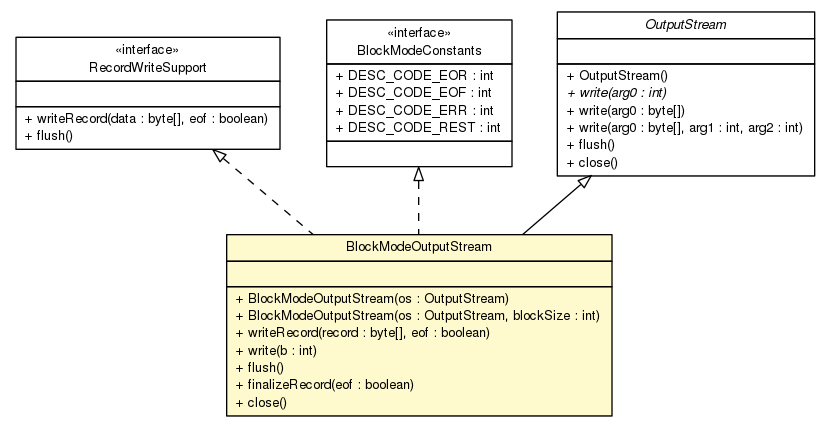 «interface»
RecordWriteSupport
+ writeRecord(data : byte[], eof : boolean)
+ flush()
«interface»
BlockModeConstants
+ DESC_CODE_EOR : int
+ DESC_CODE_EOF : int
+ DESC_CODE_ERR : int
+ DESC_CODE_REST : int
OutputStream
+ OutputStream()
+ write(arg0 : int)
+ write(arg0 : byte[])
+ write(arg0 : byte[], arg1 : int, arg2 : int)
+ flush()
+ close()
BlockModeOutputStream
+ BlockModeOutputStream(os : OutputStream)
+ BlockModeOutputStream(os : OutputStream, blockSize : int)
+ writeRecord(record : byte[], eof : boolean)
+ write(b : int)
+ flush()
+ finalizeRecord(eof : boolean)
+ close()